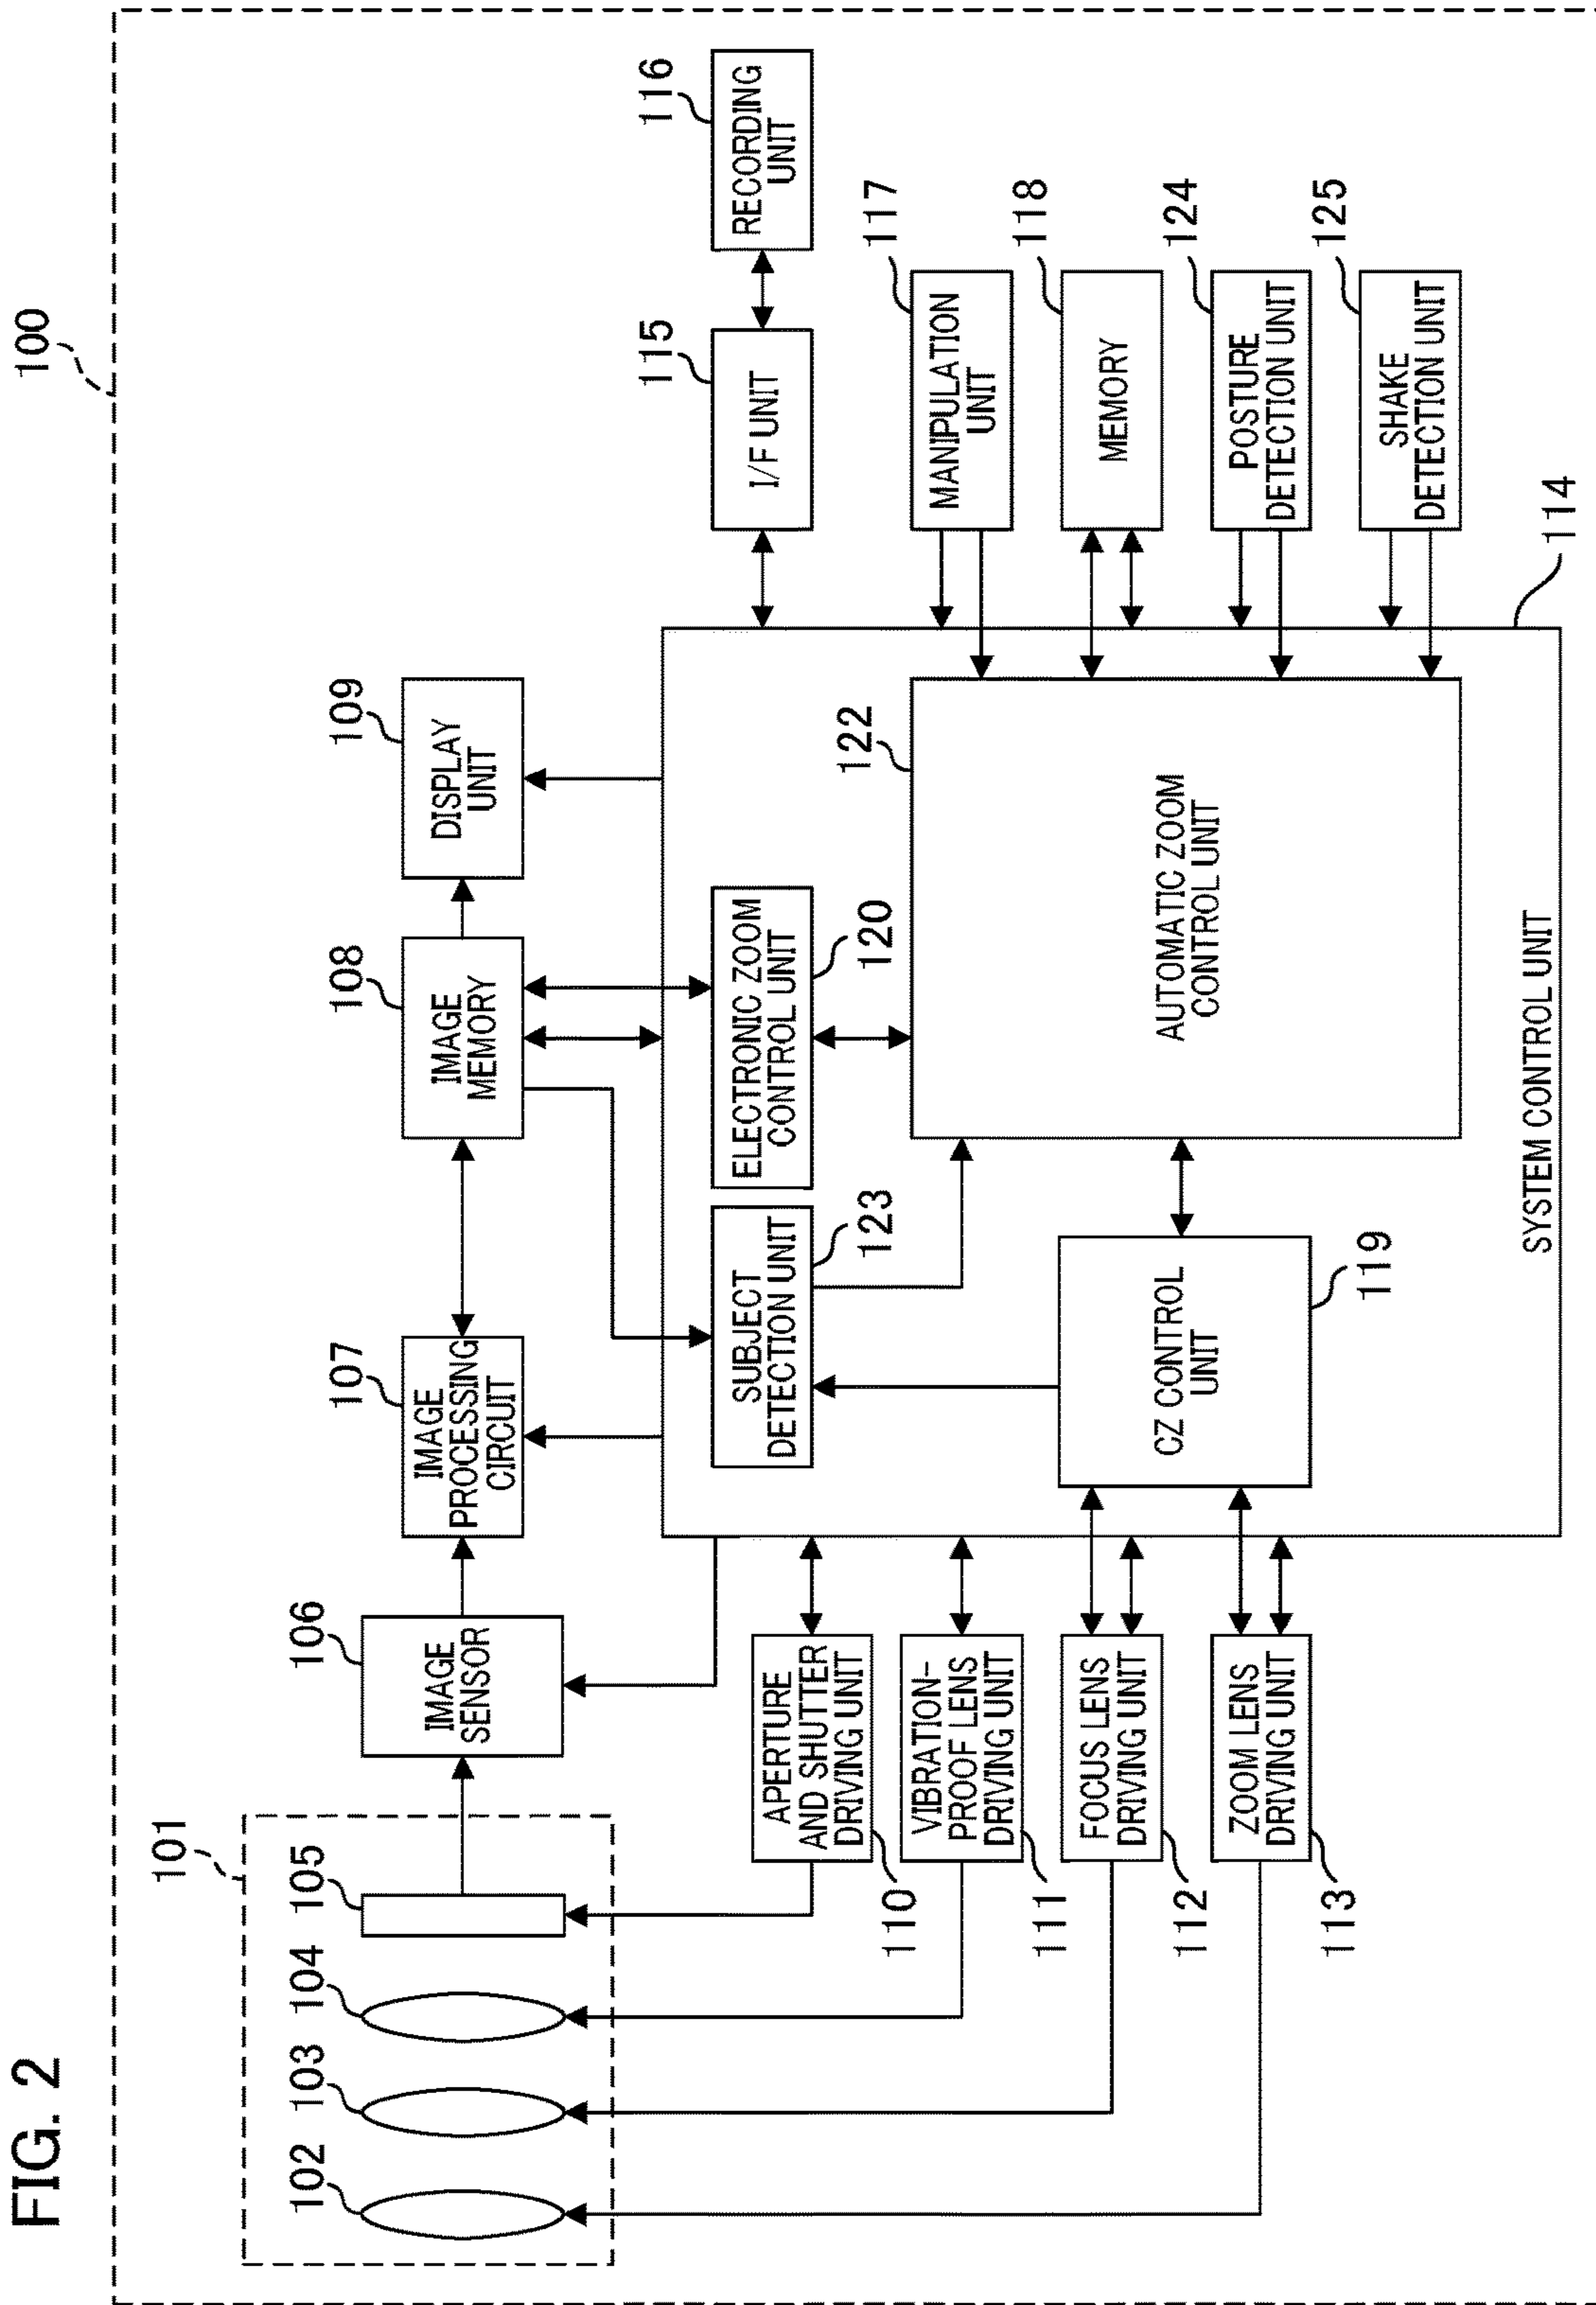 FIG. 2
100
101
102
103
104
105
106
IMAGE
SENSOR
107
IMAGE
PROCESSING
CIRCUIT
108
IMAGE
MEMORY
109
DISPLAY
UNIT
115
I/F UNIT
116
RECORDING
UNIT
APERTURE
AND SHUTTER
DRIVING UNIT
110
VIBRATION-
PROOF LENS
DRIVING UNIT
111
FOCUS LENS
DRIVING UNIT
112
ZOOM LENS
DRIVING UNIT
113
SUBJECT
DETECTION UNIT
123
ELECTRONIC ZOOM
CONTROL UNIT
120
CZ CONTROL
UNIT
119
122
AUTOMATIC ZOOM
CONTROL UNIT
SYSTEM CONTROL UNIT
114
117
MANIPULATION
UNIT
118
MEMORY
124
POSTURE
DETECTION UNIT
125
SHAKE
DETECTION UNIT